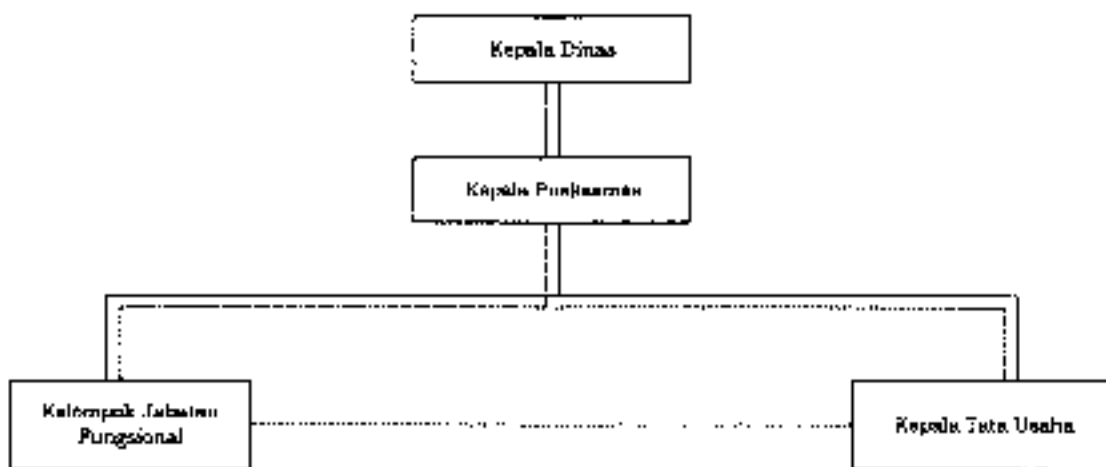 Kepala Dinas
Kepala Puskesmas
Kelompok Jabatan
Fungsional
Kepala Tata Usaha